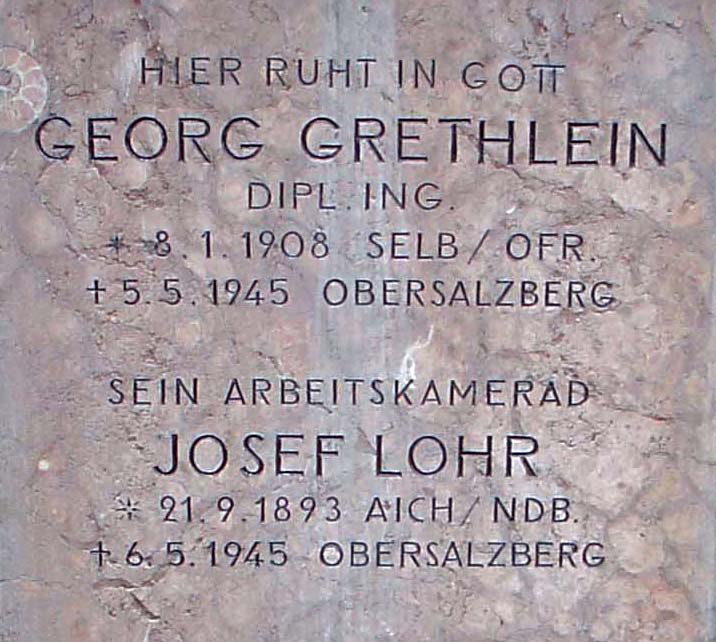 HIER RUHT IN GOTT
GEORG GRETHLEIN
DIPL. ING.
* 8.1.1908 SELB/OFR.
† 5.5.1945 OBERSALZBERG
SEIN ARBEITSKAMERAD
JOSEF LOHR
* 21.9.1893 AICH/NDB.
† 6.5.1945 OBERSALZBERG